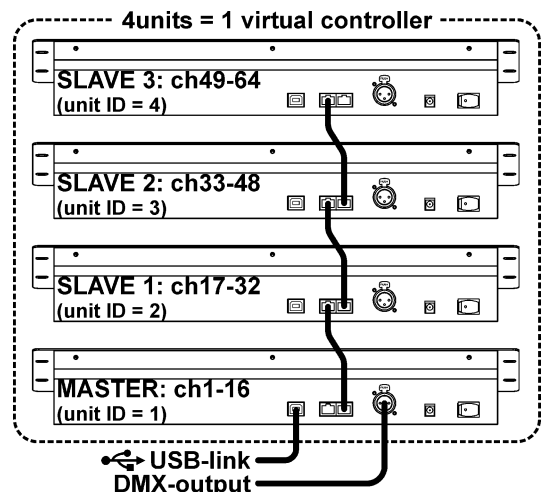 4units = 1 virtual controller
SLAVE 3: ch49-64
(unit ID = 4)
SLAVE 2: ch33-48
(unit ID = 3)
SLAVE 1: ch17-32
(unit ID = 2)
MASTER: ch1-16
(unit ID = 1)
USB-link
DMX-output